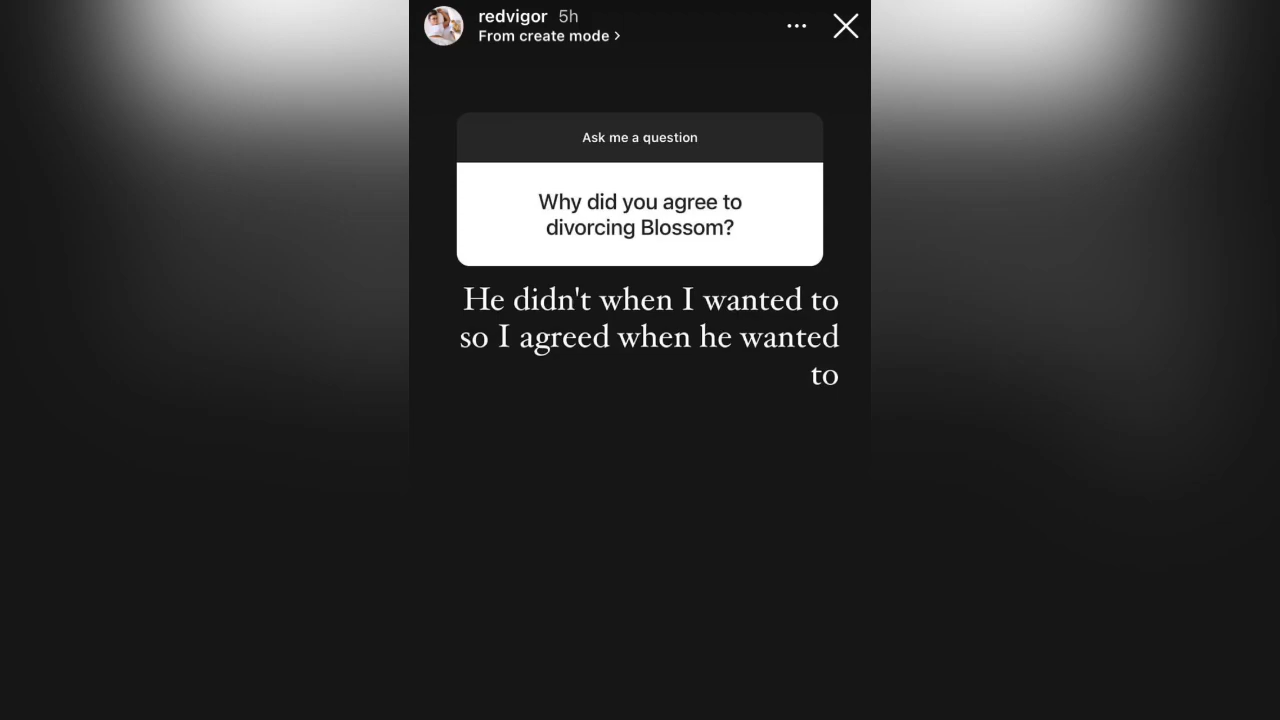 redvigor 5h
From create mode >
Ask me a question
Why did you agree to
divorcing Blossom?
He didn't when I wanted to
so I agreed when he wanted
to